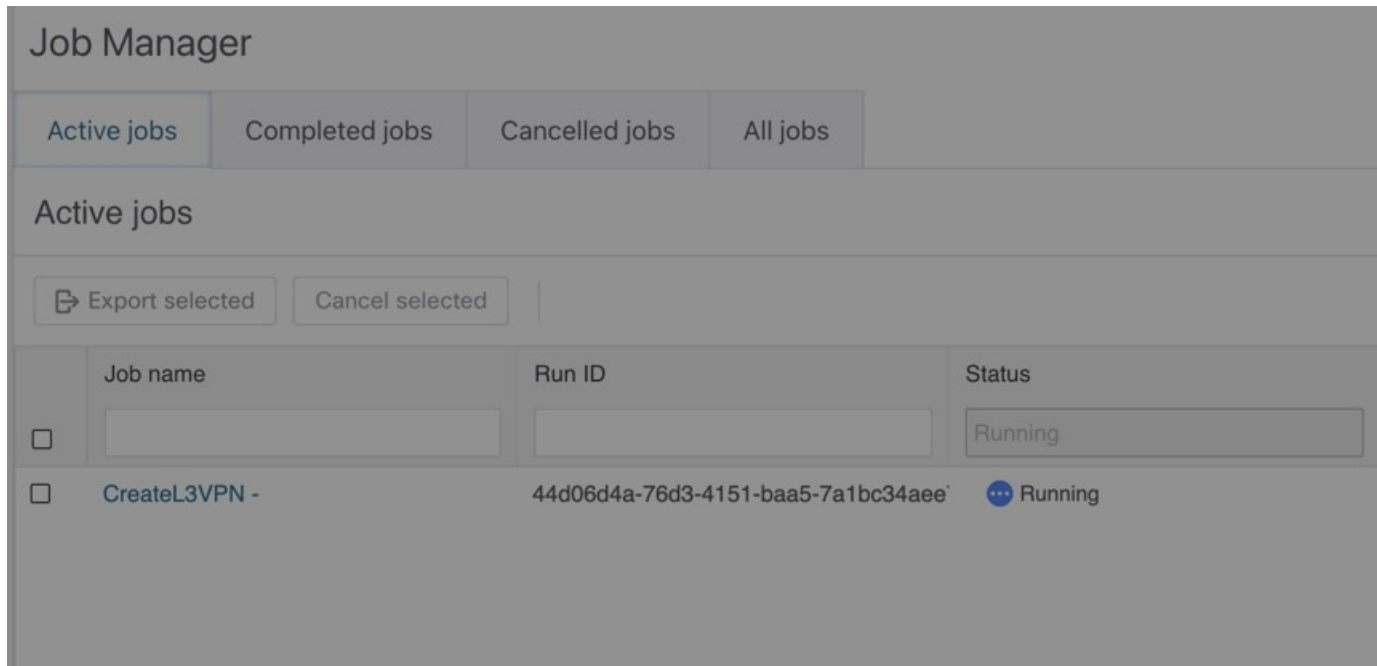 Job Manager
Active jobs Completed jobs Cancelled jobs All jobs
Active jobs
Export selected Cancel selected
Job name Run ID Status
Running
CreateL3VPN - 44d06d4a-76d3-4151-baa5-7a1bc34aee Running